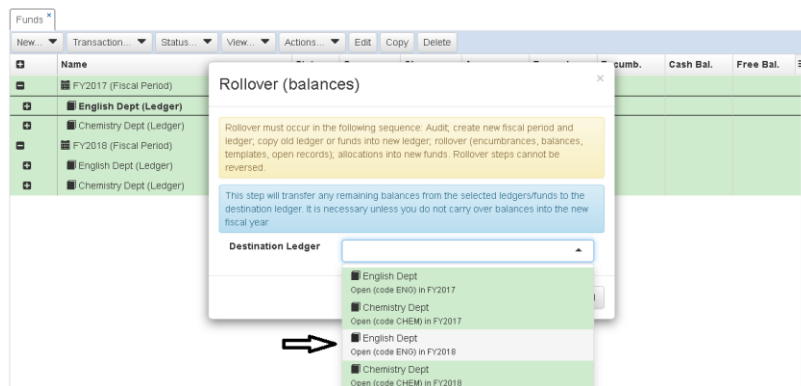 Funds ×
New... Transaction... Status... View... Actions... Edit Copy Delete
Name Cash Bal. Free Bal.
FY2017 (Fiscal Period)
English Dept (Ledger)
Chemistry Dept (Ledger)
FY2018 (Fiscal Period)
English Dept (Ledger)
Chemistry Dept (Ledger)
Rollover (balances) ×
Rollover must occur in the following sequence: Audit; create new fiscal period and
ledger; copy old ledger or funds into new ledger; rollover (encumbrances, balances,
templates, open records); allocations into new funds. Rollover steps cannot be
reversed.
This step will transfer any remaining balances from the selected ledgers/funds to the
destination ledger. It is necessary unless you do not carry over balances into the new
fiscal year
Destination Ledger
English Dept
Open (code ENG) in FY2017
Chemistry Dept
Open (code CHEM) in FY2017
English Dept
Open (code ENG) in FY2018
Chemistry Dept
Open (code CHEM) in FY2018